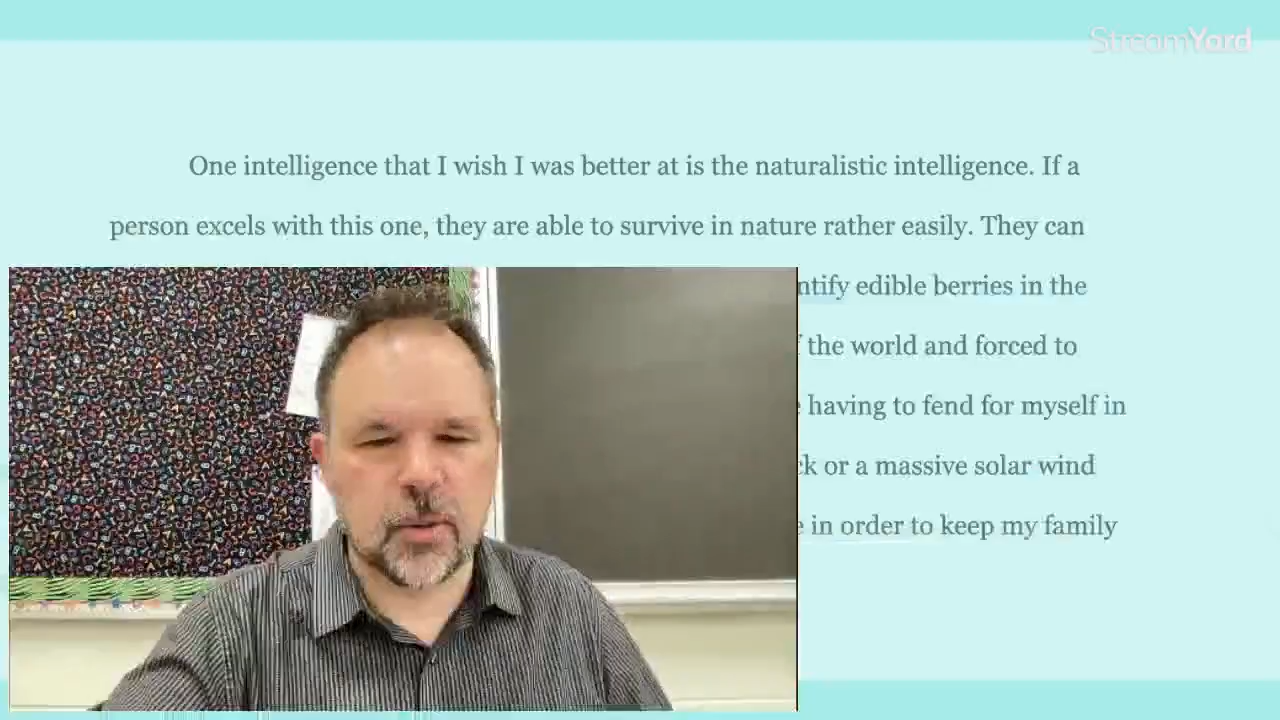 StreamYard
One intelligence that I wish I was better at is the naturalistic intelligence. If a
person excels with this one, they are able to survive in nature rather easily. They can
edible berries in the
the world and forced to
having to fend for myself in
or a massive solar wind
in order to keep my family